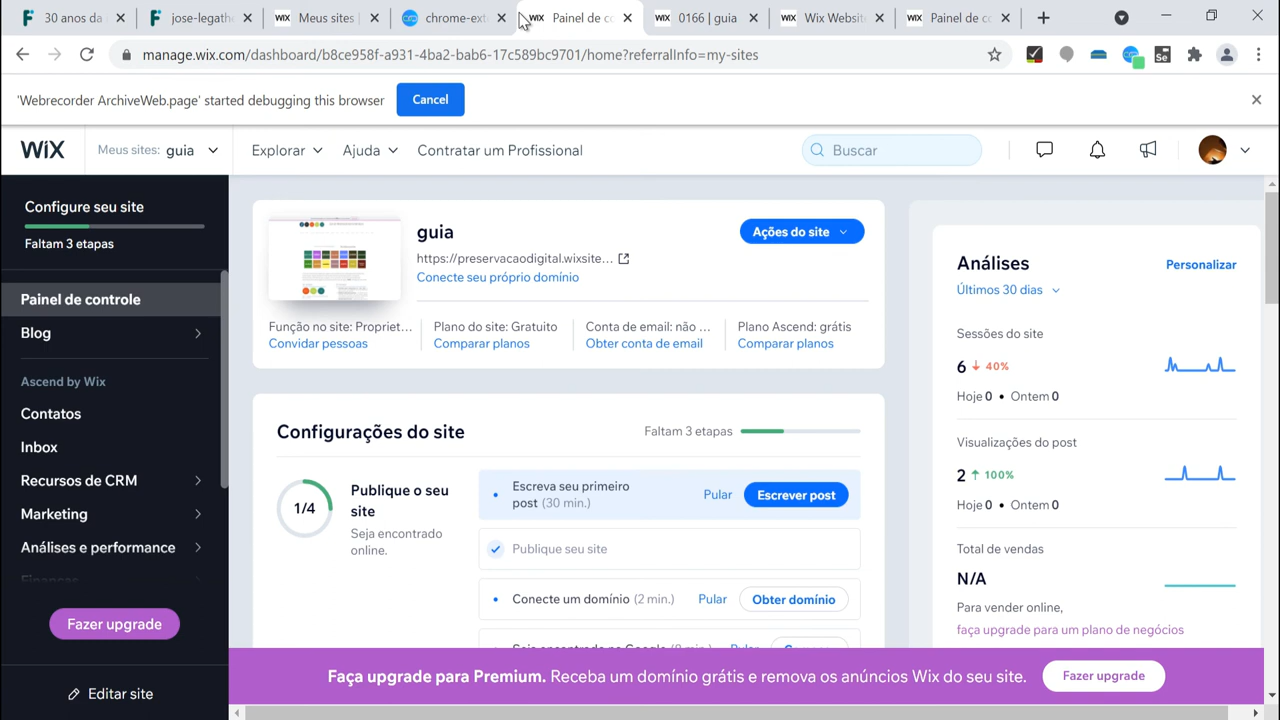 30 anos da
jose-legathe
WiX Meus sites |
chrome-ext
WiX Painel de co
WiX 0166 | guia
WiX Wix Websit
WiX Painel de co
manage.wix.com/dashboard/b8ce958f-a931-4ba2-bab6-17c589bc9701/home?referralInfo=my-sites
'Webrecorder ArchiveWeb.page' started debugging this browser
Cancel
WiX
Meus sites: guia
Explorar
Ajuda
Contratar um Profissional
Buscar
Configure seu site
Faltam 3 etapas
Painel de controle
Blog
Ascend by Wix
Contatos
Inbox
Recursos de CRM
Marketing
Análises e performance
Finanças
Fazer upgrade
Editar site
guia
https://preservacaodigital.wixsite...
Conecte seu próprio domínio
Ações do site
Função no site: Propriet...
Convidar pessoas
Plano do site: Gratuito
Comparar planos
Conta de email: não ...
Obter conta de email
Plano Ascend: grátis
Comparar planos
Configurações do site
Faltam 3 etapas
1/4
Publique o seu
site
Seja encontrado
online.
Escreva seu primeiro
post (30 min.)
Pular
Escrever post
Publique seu site
Conecte um domínio (2 min.)
Pular
Obter domínio
Análises
Personalizar
Últimos 30 dias
Sessões do site
6 ↓ 40%
Hoje 0 • Ontem 0
Visualizações do post
2 ↑ 100%
Hoje 0 • Ontem 0
Total de vendas
N/A
Para vender online,
faça upgrade para um plano de negócios
Faça upgrade para Premium. Receba um domínio grátis e remova os anúncios Wix do seu site.
Fazer upgrade